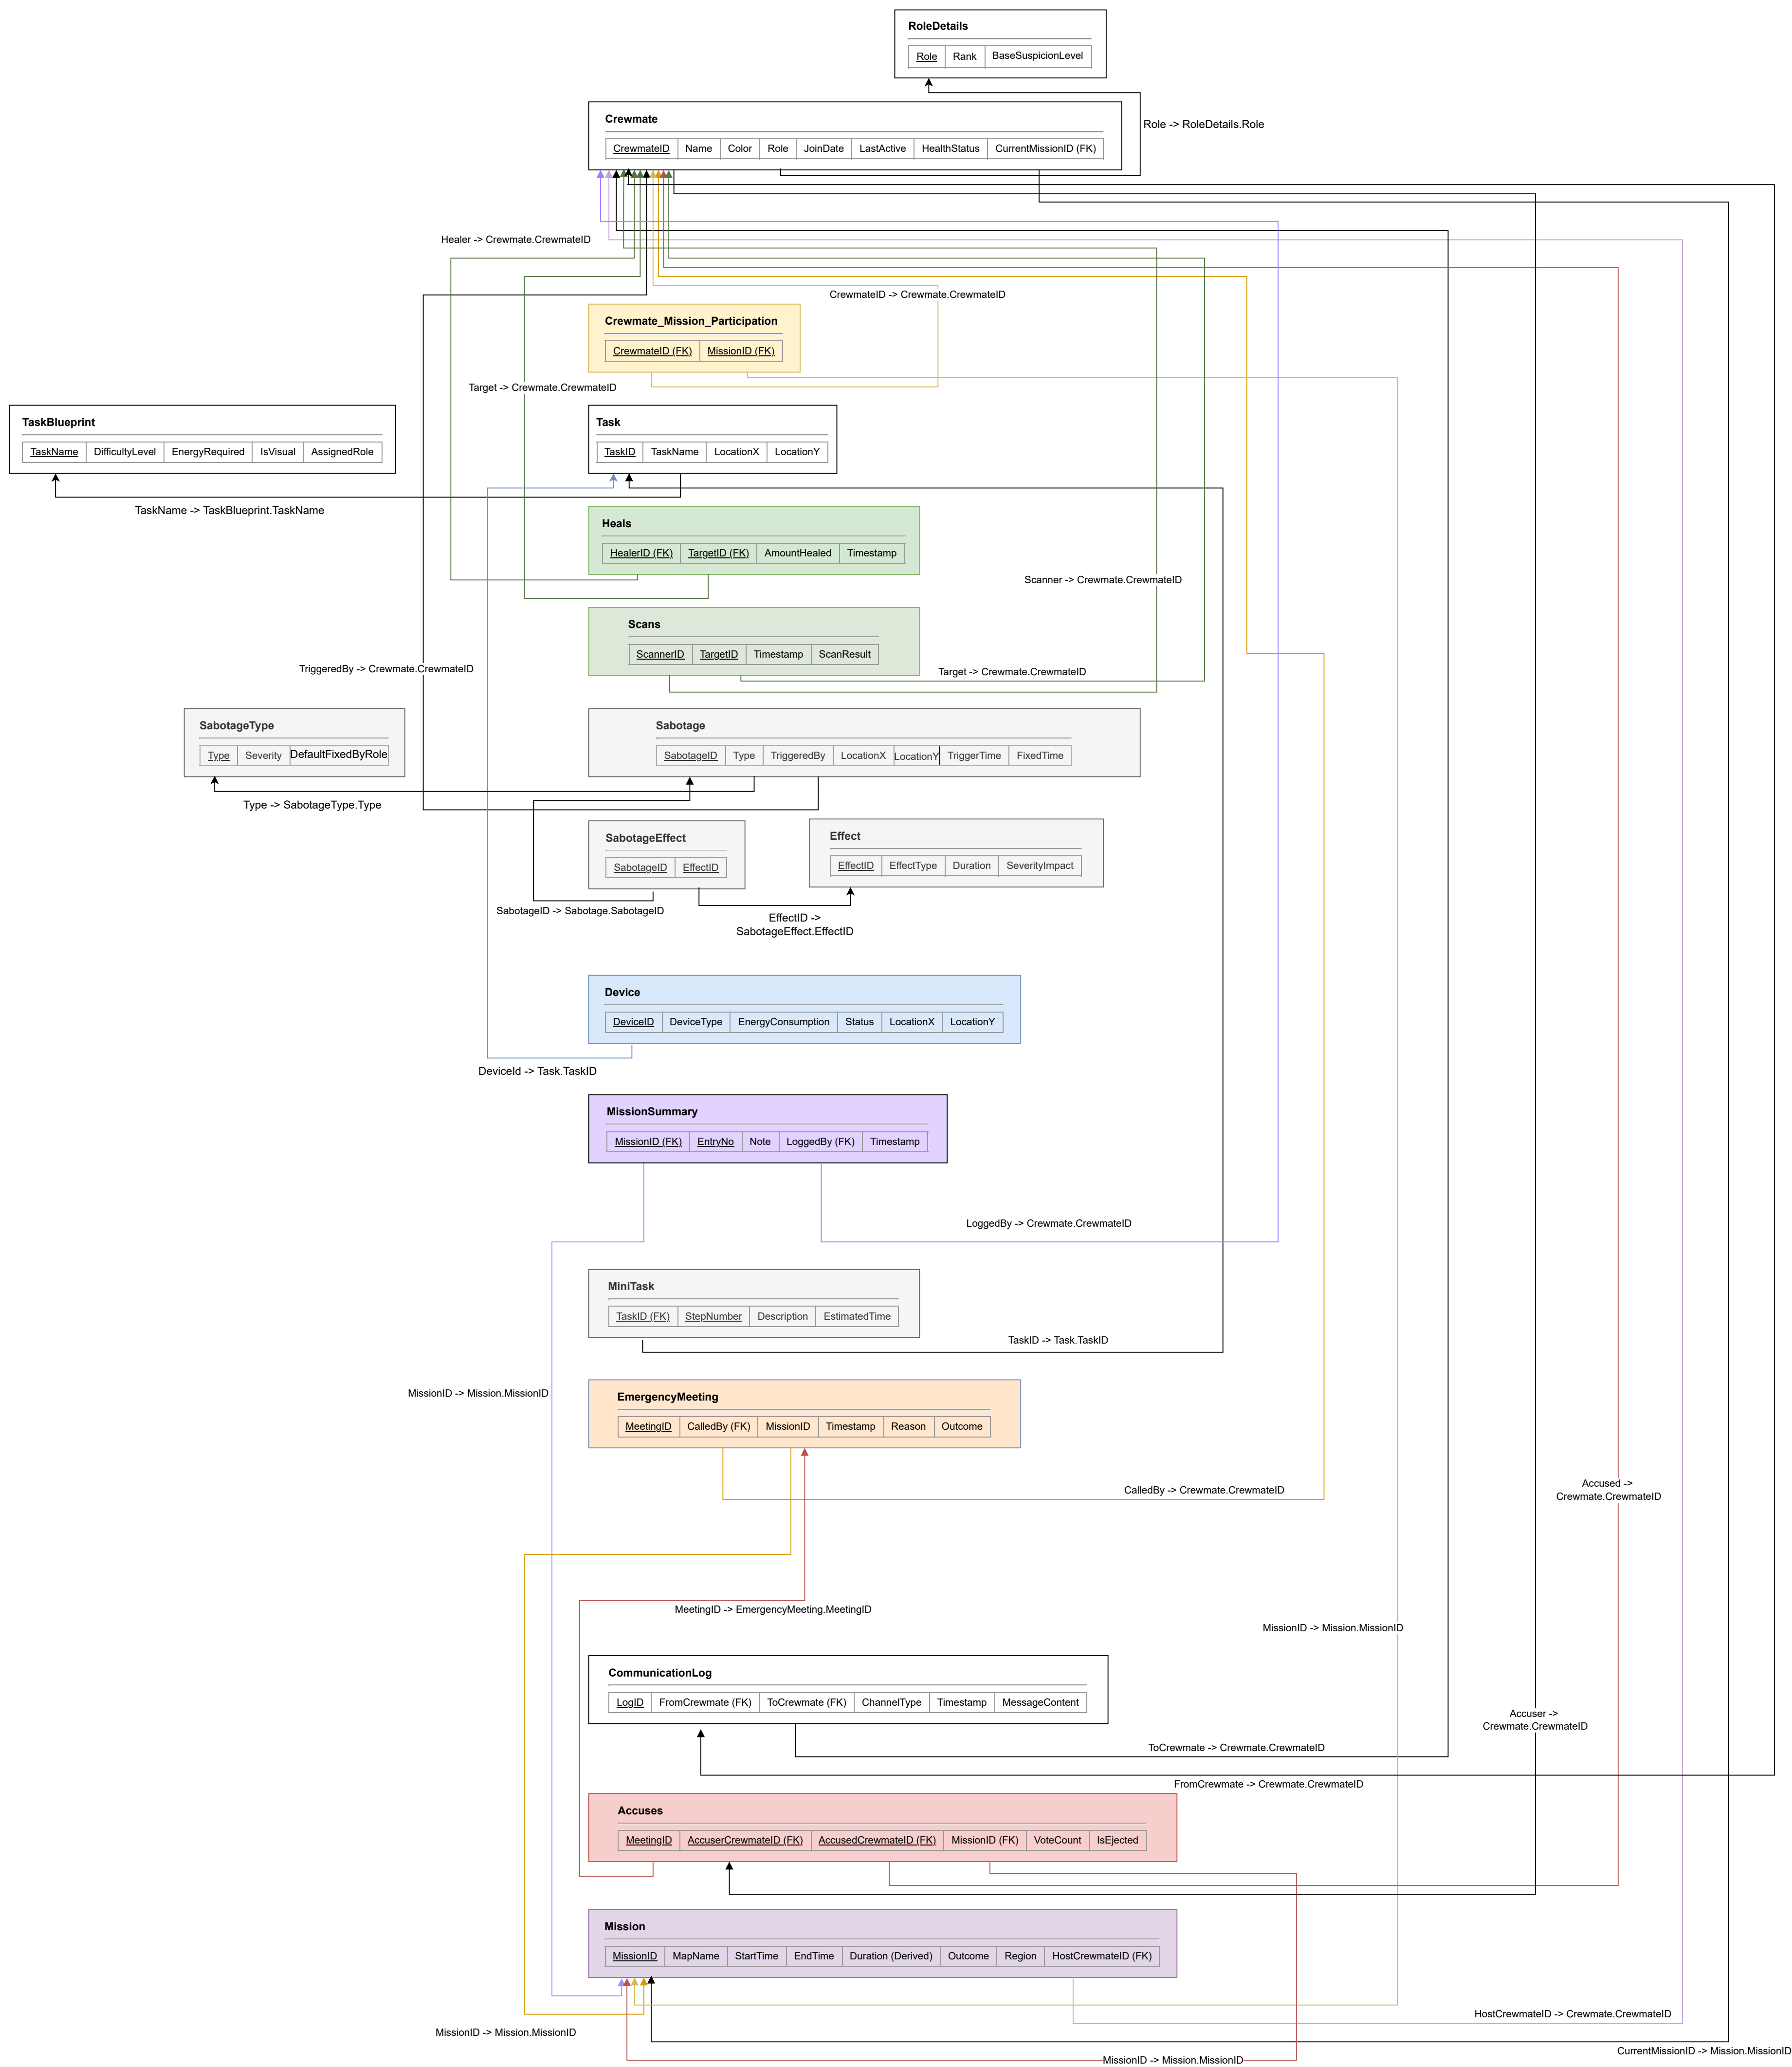 RoleDetails
Role Rank BaseSuspicionLevel
Crewmate
Role -> RoleDetails.Role
CrewmateID Name Color Role JoinDate LastActive HealthStatus CurrentMissionID (FK)
Healer -> Crewmate.CrewmateID
CrewmateID -> Crewmate.CrewmateID
Crewmate_Mission_Participation
CrewmateID (FK) MissionID (FK)
Target -> Crewmate.CrewmateID
TaskBlueprint
TaskName DifficultyLevel EnergyRequired IsVisual AssignedRole
Task
TaskID TaskName LocationX LocationY
TaskName -> TaskBlueprint.TaskName
Heals
HealerID (FK) TargetID (FK) AmountHealed Timestamp
Scanner -> Crewmate.CrewmateID
Scans
ScannerID TargetID Timestamp ScanResult
TriggeredBy -> Crewmate.CrewmateID
Target -> Crewmate.CrewmateID
SabotageType
Type Severity DefaultFixedByRole
Sabotage
SabotageID Type TriggeredBy LocationX LocationY TriggerTime FixedTime
Type -> SabotageType.Type
SabotageEffect
SabotageID EffectID
Effect
EffectID EffectType Duration SeverityImpact
SabotageID -> Sabotage.SabotageID
EffectID ->
SabotageEffect.EffectID
Device
DeviceID DeviceType EnergyConsumption Status LocationX LocationY
DeviceId -> Task.TaskID
MissionSummary
MissionID (FK) EntryNo Note LoggedBy (FK) Timestamp
LoggedBy -> Crewmate.CrewmateID
MiniTask
TaskID (FK) StepNumber Description EstimatedTime
TaskID -> Task.TaskID
MissionID -> Mission.MissionID
EmergencyMeeting
MeetingID CalledBy (FK) MissionID Timestamp Reason Outcome
CalledBy -> Crewmate.CrewmateID
Accused ->
Crewmate.CrewmateID
MeetingID -> EmergencyMeeting.MeetingID
MissionID -> Mission.MissionID
CommunicationLog
LogID FromCrewmate (FK) ToCrewmate (FK) ChannelType Timestamp MessageContent
Accuser ->
Crewmate.CrewmateID
ToCrewmate -> Crewmate.CrewmateID
FromCrewmate -> Crewmate.CrewmateID
Accuses
MeetingID AccuserCrewmateID (FK) AccusedCrewmateID (FK) MissionID (FK) VoteCount IsEjected
Mission
MissionID MapName StartTime EndTime Duration (Derived) Outcome Region HostCrewmateID (FK)
HostCrewmateID -> Crewmate.CrewmateID
MissionID -> Mission.MissionID
CurrentMissionID -> Mission.MissionID
MissionID -> Mission.MissionID